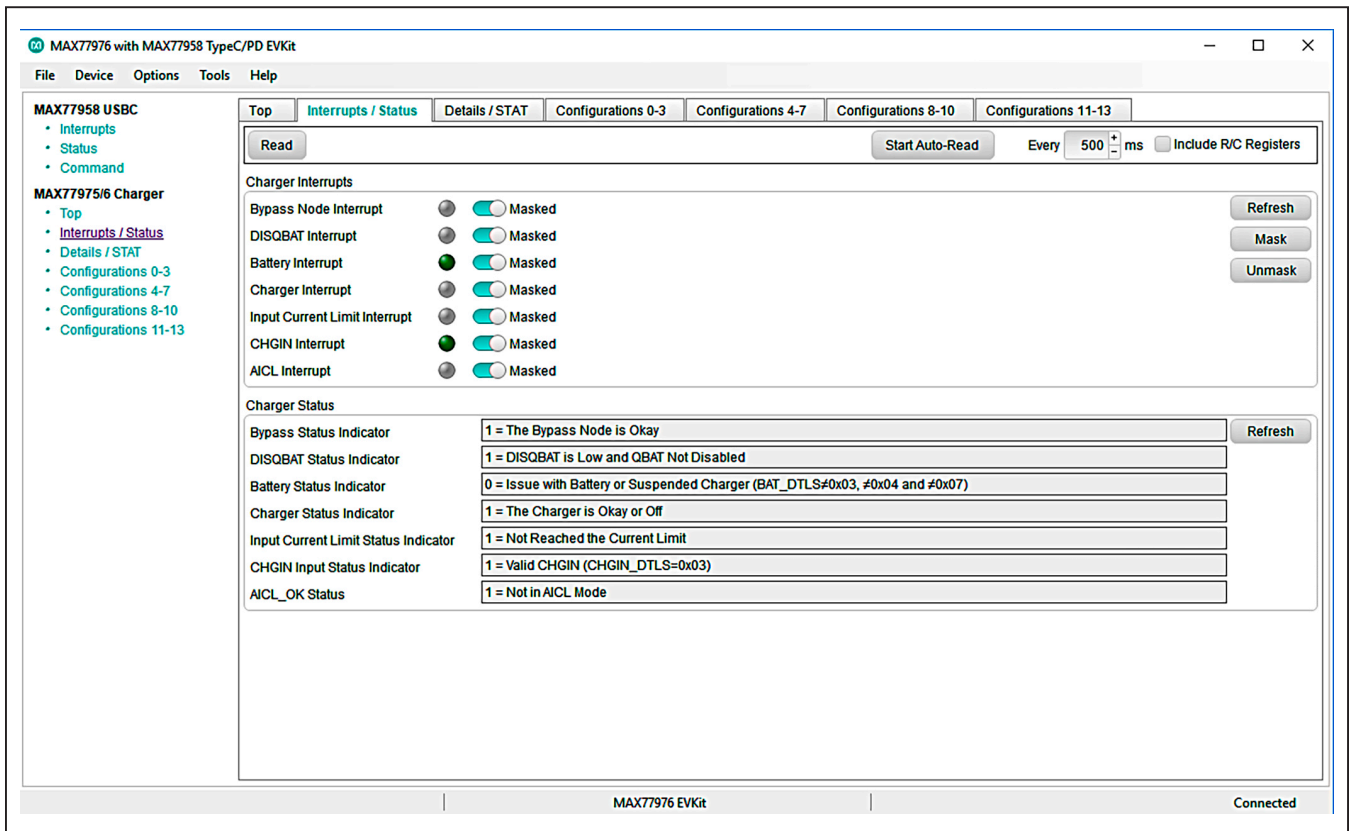 MAX77976 with MAX77958 TypeC/PD EVKit
File Device Options Tools Help
MAX77958 USBC
• Interrupts
• Status
• Command
MAX77975/6 Charger
• Top
• Interrupts / Status
• Details / STAT
• Configurations 0-3
• Configurations 4-7
• Configurations 8-10
• Configurations 11-13
Top Interrupts / Status Details / STAT Configurations 0-3 Configurations 4-7 Configurations 8-10 Configurations 11-13
Read Start Auto-Read Every 500 + - ms Include R/C Registers
Charger Interrupts
Bypass Node Interrupt Masked Refresh
DISQBAT Interrupt Masked Mask
Battery Interrupt Masked Unmask
Charger Interrupt Masked
Input Current Limit Interrupt Masked
CHGIN Interrupt Masked
AICL Interrupt Masked
Charger Status
Bypass Status Indicator 1 = The Bypass Node is Okay Refresh
DISQBAT Status Indicator 1 = DISQBAT is Low and QBAT Not Disabled
Battery Status Indicator 0 = Issue with Battery or Suspended Charger (BAT_DTLS≠0x03, ≠0x04 and ≠0x07)
Charger Status Indicator 1 = The Charger is Okay or Off
Input Current Limit Status Indicator 1 = Not Reached the Current Limit
CHGIN Input Status Indicator 1 = Valid CHGIN (CHGIN_DTLS=0x03)
AICL_OK Status 1 = Not in AICL Mode
MAX77976 EVKit Connected